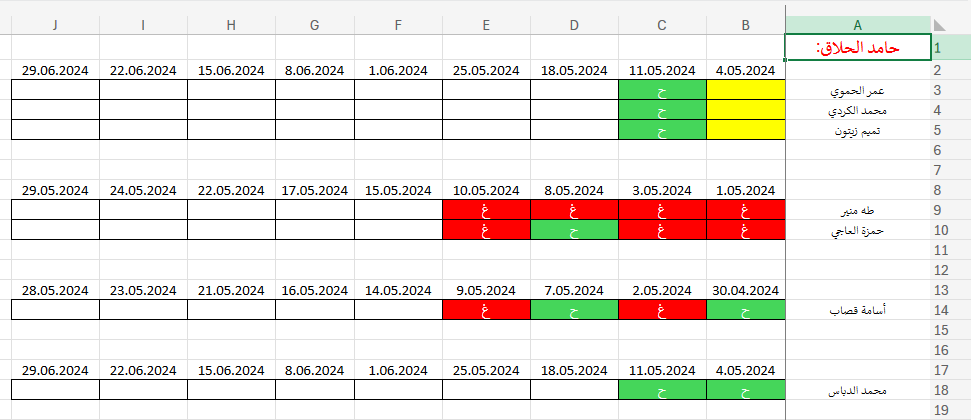 J I H G F E D C B A
1 حامد الحلاق:
2 29.06.2024 22.06.2024 15.06.2024 8.06.2024 1.06.2024 25.05.2024 18.05.2024 11.05.2024 4.05.2024
3 عمر الحموي ح
4 محمد الكردي ح
5 تميم زيتون ح
6
7
8 29.05.2024 24.05.2024 22.05.2024 17.05.2024 15.05.2024 10.05.2024 8.05.2024 3.05.2024 1.05.2024
9 طه منير غ غ غ غ
10 حمزة العاجي غ غ ح غ
11
12
13 28.05.2024 23.05.2024 21.05.2024 16.05.2024 14.05.2024 9.05.2024 7.05.2024 2.05.2024 30.04.2024
14 أسامة قصاب ح غ ح غ
15
16
17 29.06.2024 22.06.2024 15.06.2024 8.06.2024 1.06.2024 25.05.2024 18.05.2024 11.05.2024 4.05.2024
18 محمد الدباس ح ح
19